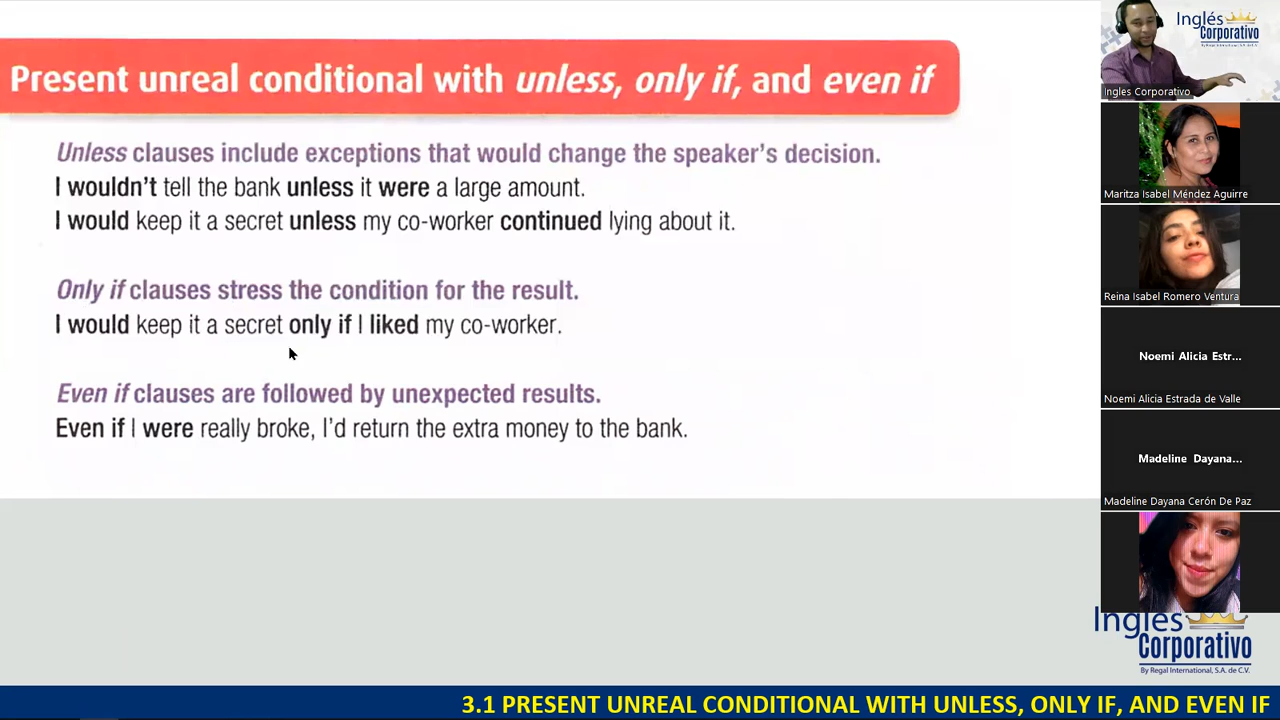 Present unreal conditional with unless, only if, and even if
Unless clauses include exceptions that would change the speaker's decision.
I wouldn't tell the bank unless it were a large amount.
I would keep it a secret unless my co-worker continued lying about it.
Only if clauses stress the condition for the result.
I would keep it a secret only if I liked my co-worker.
Even if clauses are followed by unexpected results.
Even if I were really broke, I'd return the extra money to the bank.
Inglés
Corporativo
By Regal International, S.A. de C.V.
Ingles Corporativo
Maritza Isabel Méndez Aguirre
Reina Isabel Romero Ventura
Noemi Alicia Estr...
Noemi Alicia Estrada de Valle
Madeline Dayana...
Madeline Dayana Cerón De Paz
Inglés
Corporativo
By Regal International, S.A. de C.V.
3.1 PRESENT UNREAL CONDITIONAL WITH UNLESS, ONLY IF, AND EVEN IF